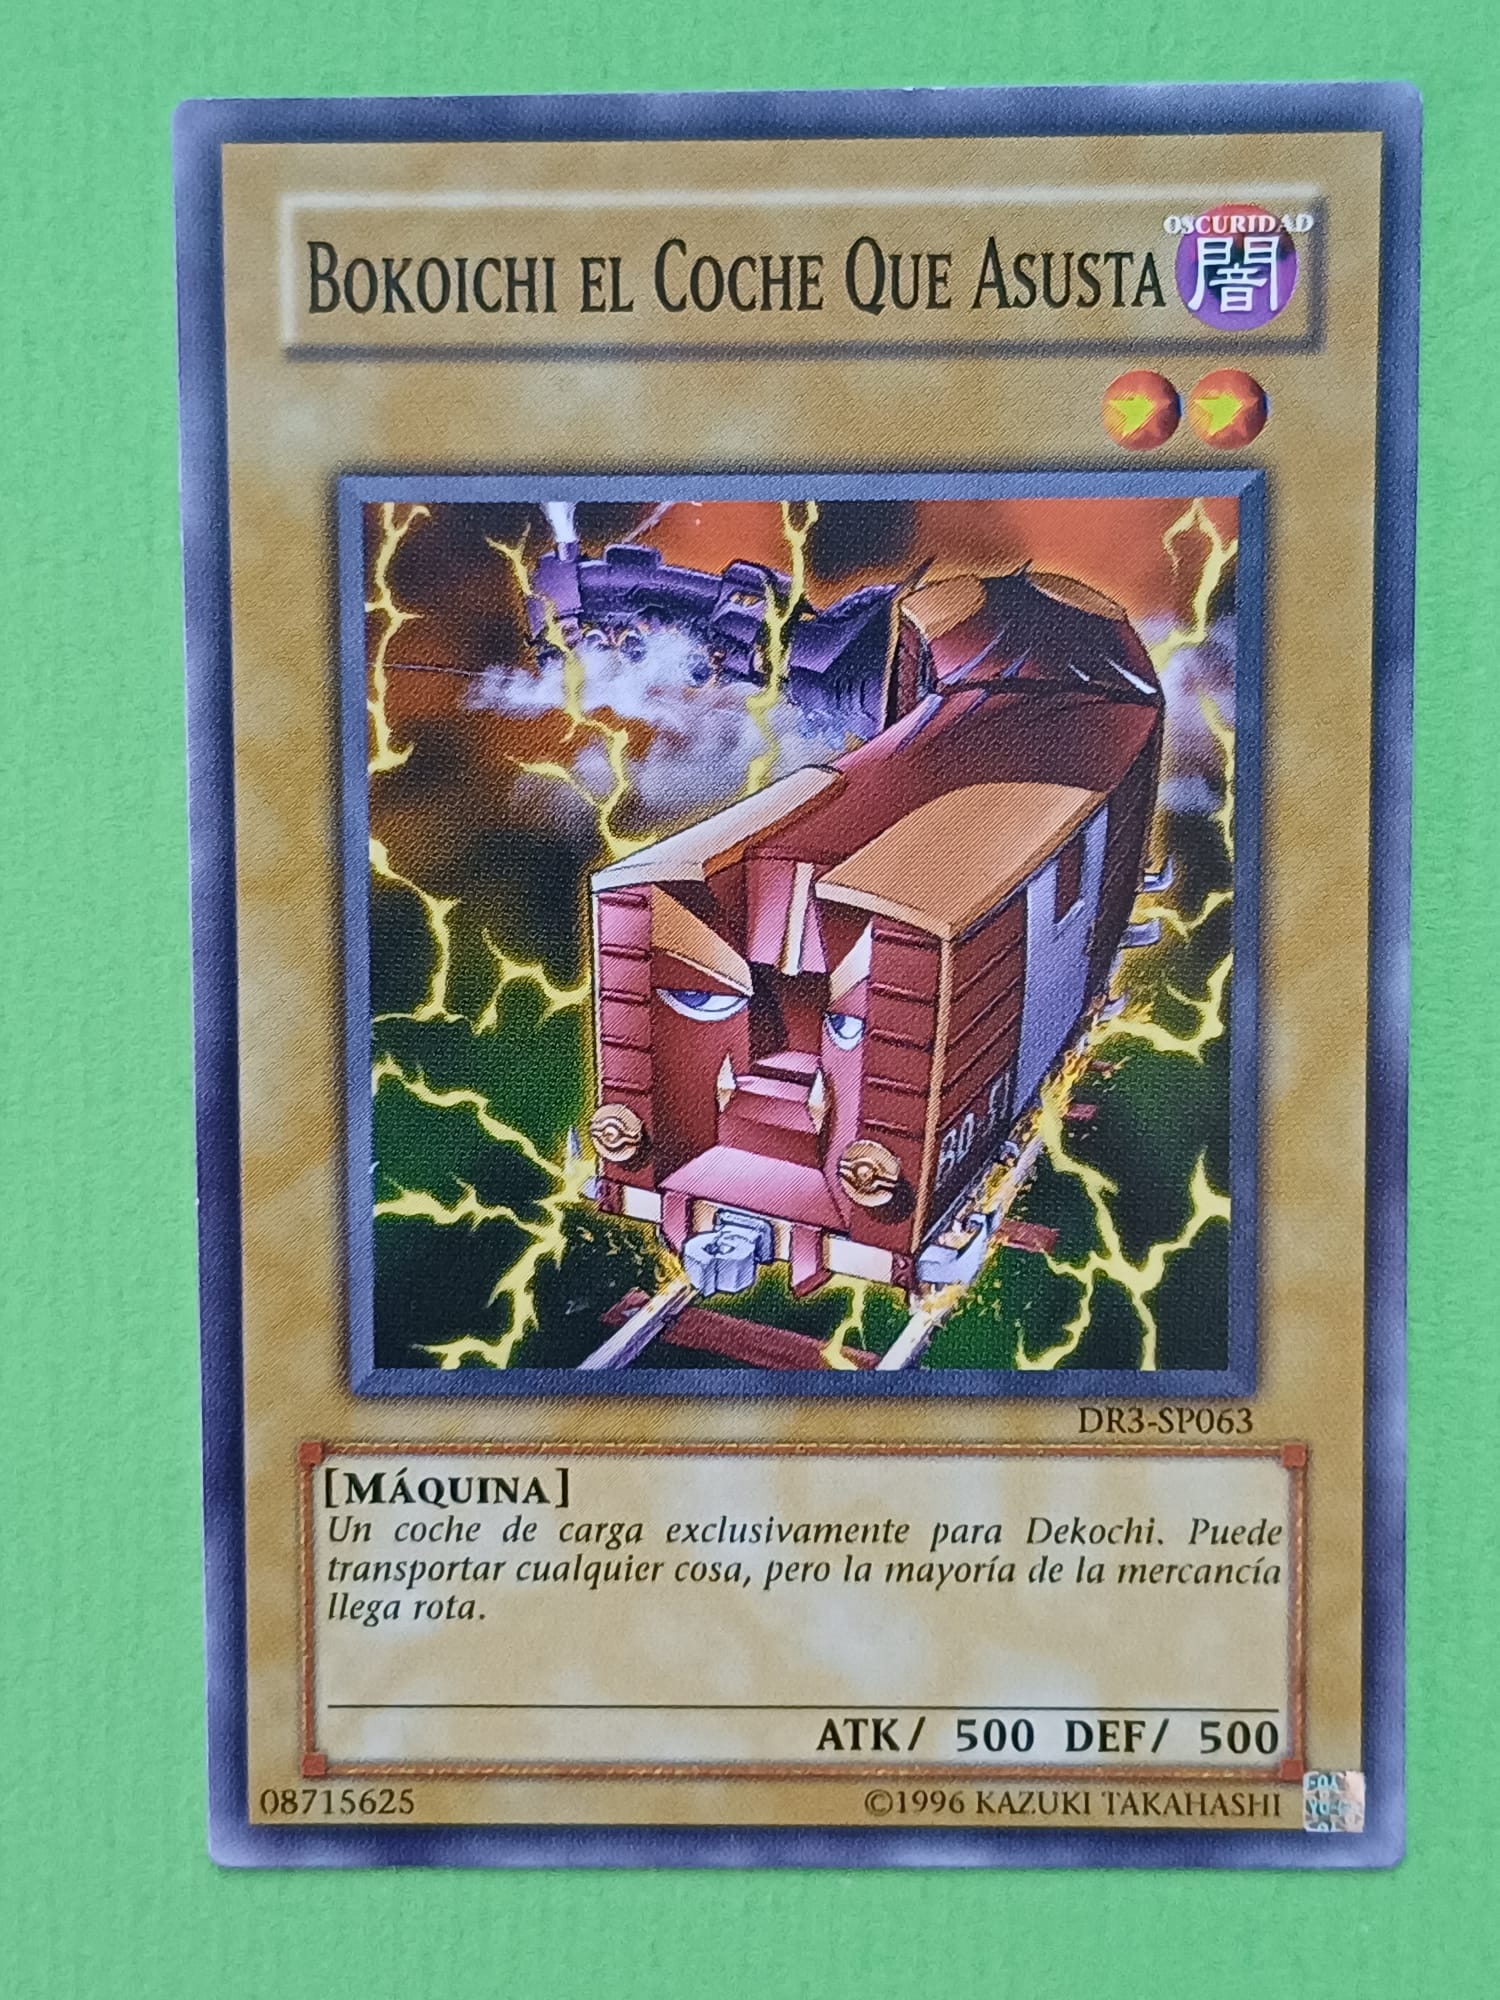 BOKOICHI EL COCHE QUE ASUSTA
OSCURIDAD
闇
DR3-SP063
[MÁQUINA]
Un coche de carga exclusivamente para Dekochi. Puede
transportar cualquier cosa, pero la mayoría de la mercancía
llega rota.
ATK/ 500 DEF/ 500
08715625
©1996 KAZUKI TAKAHASHI